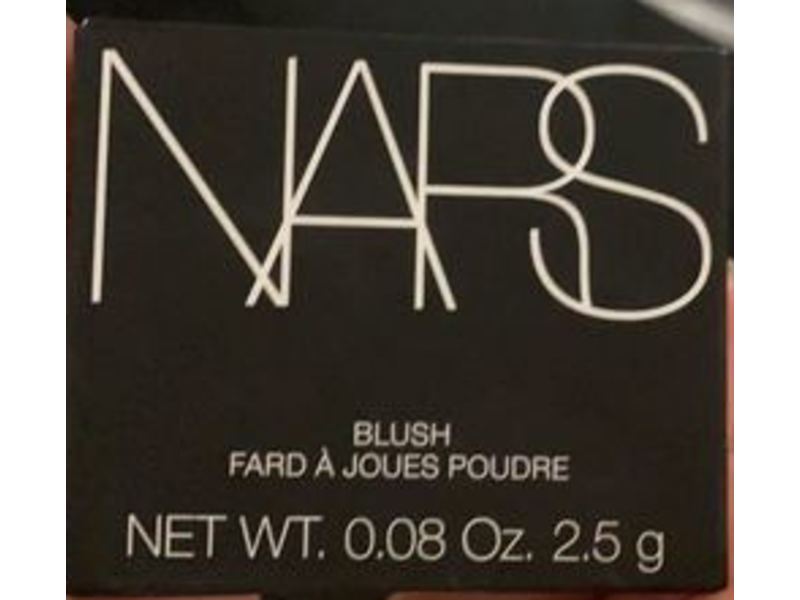 NARS
BLUSH
FARD À JOUES POUDRE
NET WT. 0.08 Oz. 2.5 g